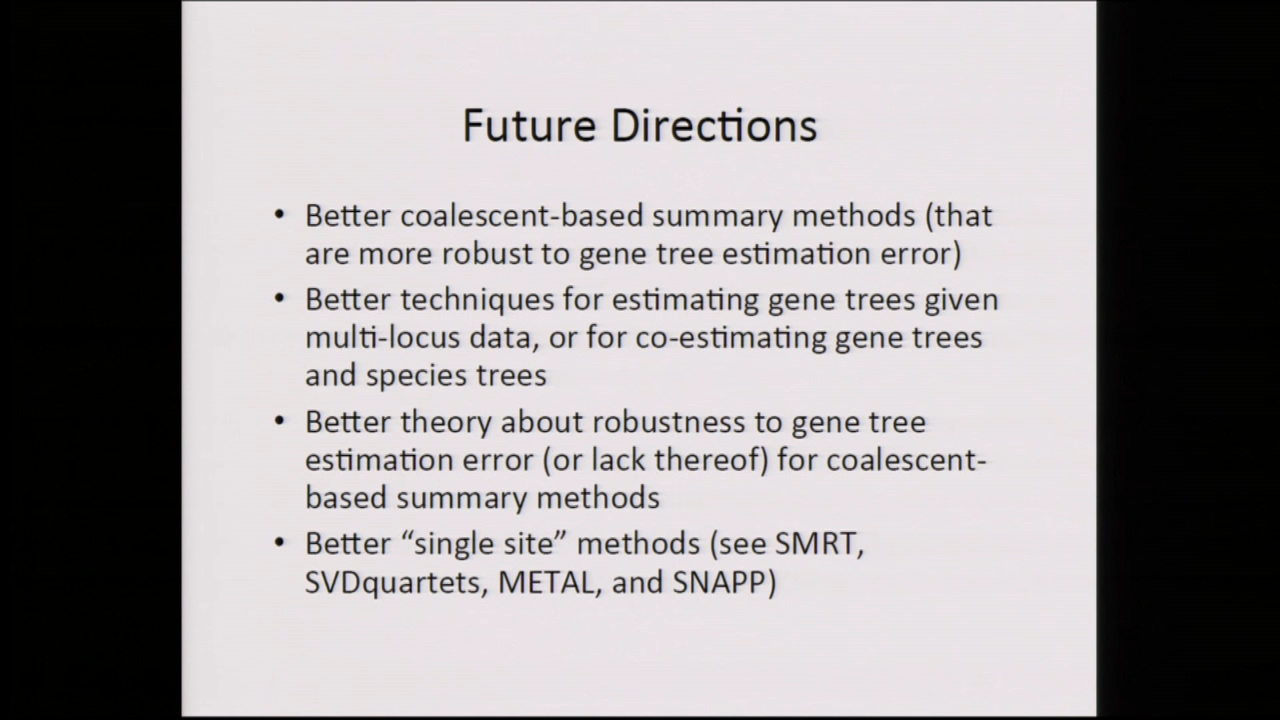 Future Directions
• Better coalescent-based summary methods (that
are more robust to gene tree estimation error)
• Better techniques for estimating gene trees given
multi-locus data, or for co-estimating gene trees
and species trees
• Better theory about robustness to gene tree
estimation error (or lack thereof) for coalescent-
based summary methods
• Better “single site” methods (see SMRT,
SVDquartets, METAL, and SNAPP)